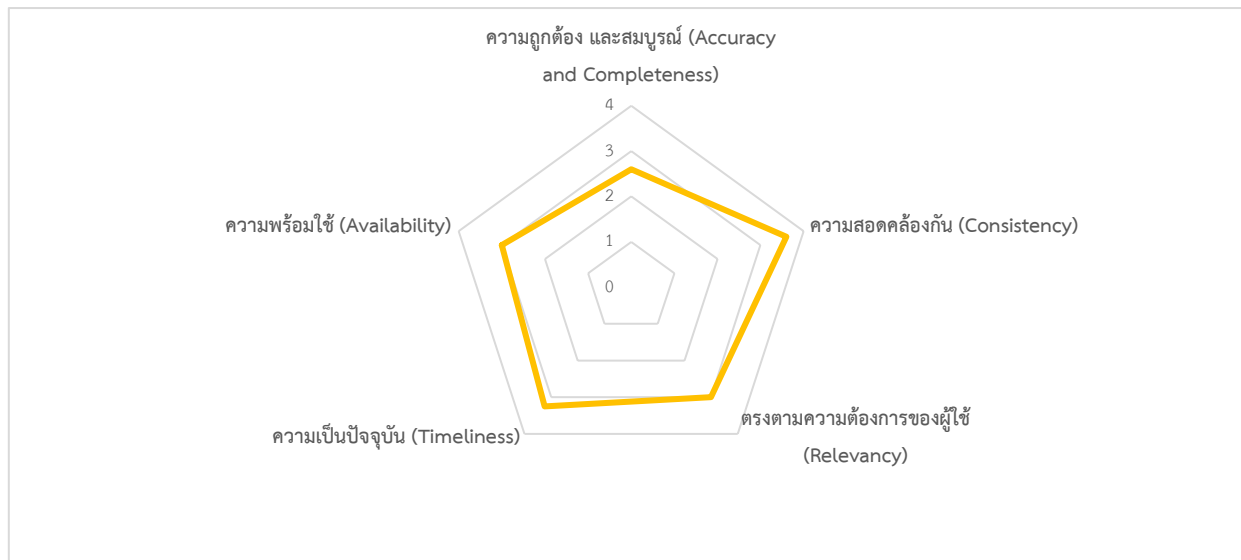 ความถูกต้อง และสมบูรณ์ (Accuracy
and Completeness)
4
3
2
1
0
ความพร้อมใช้ (Availability)
ความสอดคล้องกัน (Consistency)
ความเป็นปัจจุบัน (Timeliness)
ตรงตามความต้องการของผู้ใช้
(Relevancy)